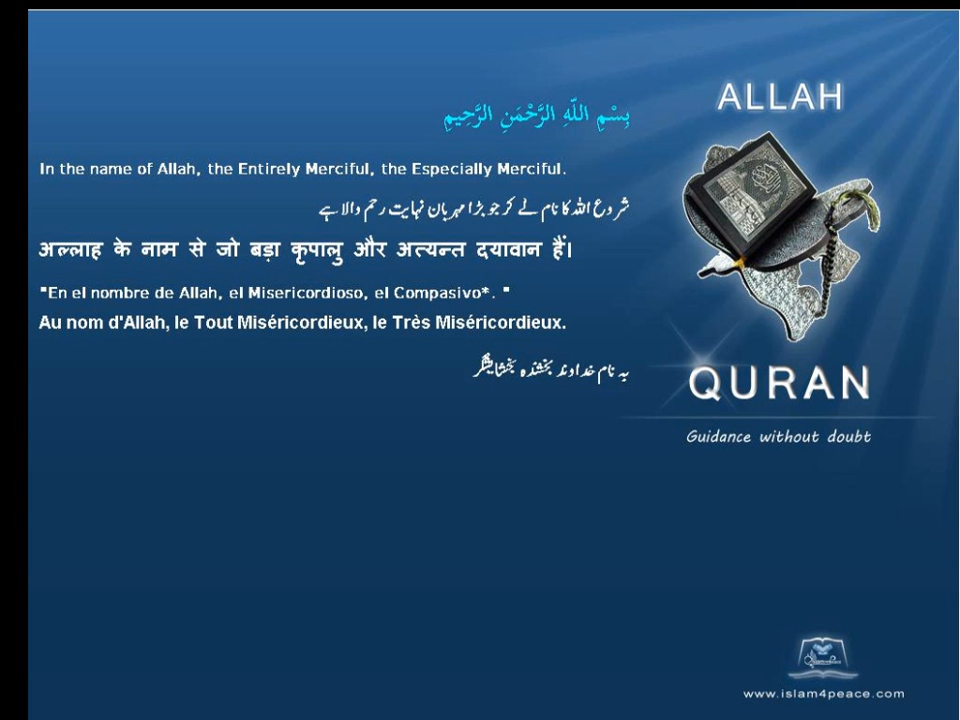 بِسْمِ اللّهِ الرَّحْمَنِ الرَّحِيمِ
In the name of Allah, the Entirely Merciful, the Especially Merciful.
شروع الله کا نام لے کر جو بڑا مہربان نہایت رحم والا ہے
अल्लाह के नाम से जो बड़ा कृपालु और अत्यन्त दयावान हैं।
"En el nombre de Allah, el Misericordioso, el Compasivo*. "
Au nom d'Allah, le Tout Miséricordieux, le Très Miséricordieux.
به نام خداوند بخشنده بخشایشگر
ALLAH
QURAN
Guidance without doubt
www.islam4peace.com